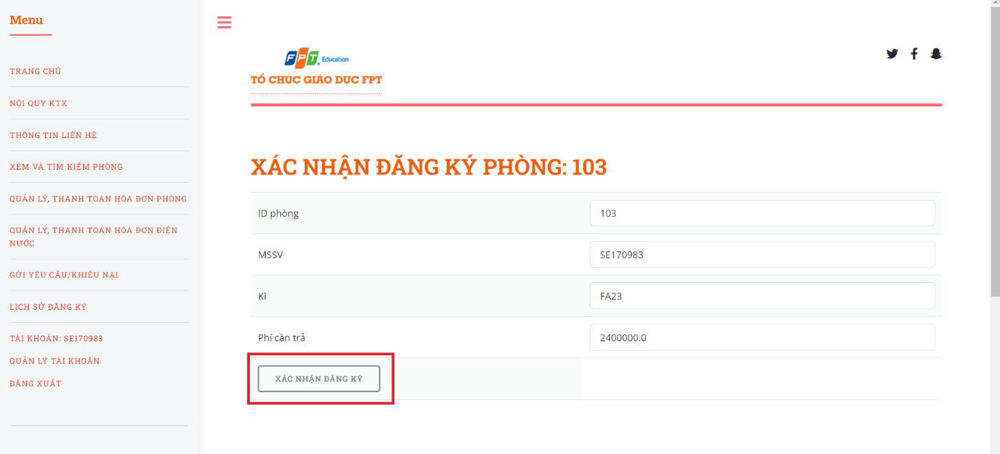 Menu
TRANG CHỦ
NỘI QUY KTX
THÔNG TIN LIÊN HỆ
XEM VÀ TÌM KIẾM PHÒNG
QUẢN LÝ, THANH TOÁN HÓA ĐƠN PHÒNG
QUẢN LÝ, THANH TOÁN HÓA ĐƠN ĐIỆN
NƯỚC
GỬI YÊU CẦU/KHIẾU NẠI
LỊCH SỬ ĐĂNG KÝ
TÀI KHOẢN: SE170983
QUẢN LÝ TÀI KHOẢN
ĐĂNG XUẤT
FPT Education
TỔ CHỨC GIÁO DỤC FPT
XÁC NHẬN ĐĂNG KÝ PHÒNG: 103
ID phòng 103
MSSV SE170983
Kì FA23
Phí cần trả 2400000.0
XÁC NHẬN ĐĂNG KÝ